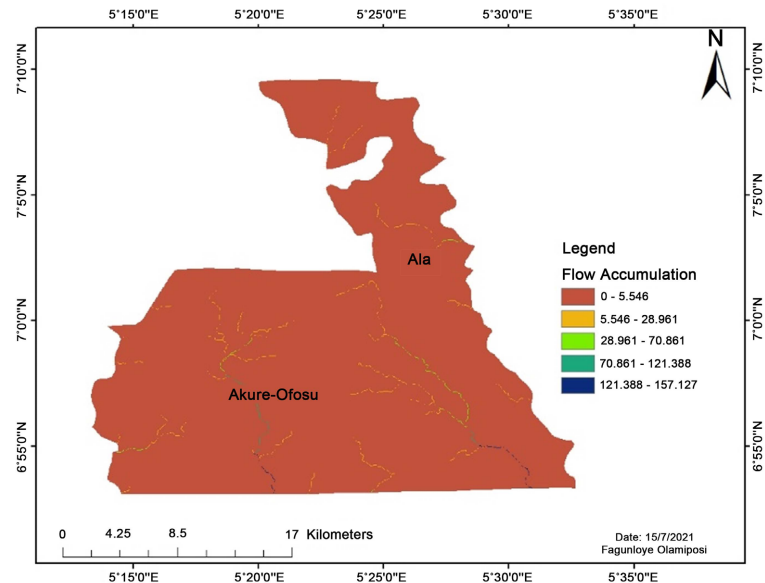 5°15'0"E 5°20'0"E 5°25'0"E 5°30'0"E 5°35'0"E
N
7°10'0"N 7°10'0"N
7°5'0"N 7°5'0"N
Ala
Legend
Flow Accumulation
0 - 5.546
5.546 - 28.961
28.961 - 70.861
70.861 - 121.388
121.388 - 157.127
7°0'0"N 7°0'0"N
Akure-Ofosu
6°55'0"N 6°55'0"N
0 4.25 8.5 17 Kilometers
Date: 15/7/2021
Fagunloye Olamiposi
5°15'0"E 5°20'0"E 5°25'0"E 5°30'0"E 5°35'0"E